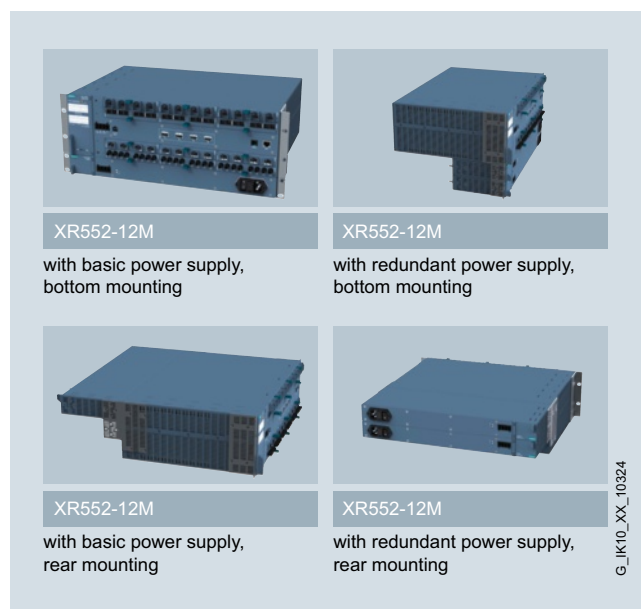 XR552-12M
with basic power supply,
bottom mounting
XR552-12M
with redundant power supply,
bottom mounting
XR552-12M
with basic power supply,
rear mounting
XR552-12M
with redundant power supply,
rear mounting
G_IK10_XX_10324